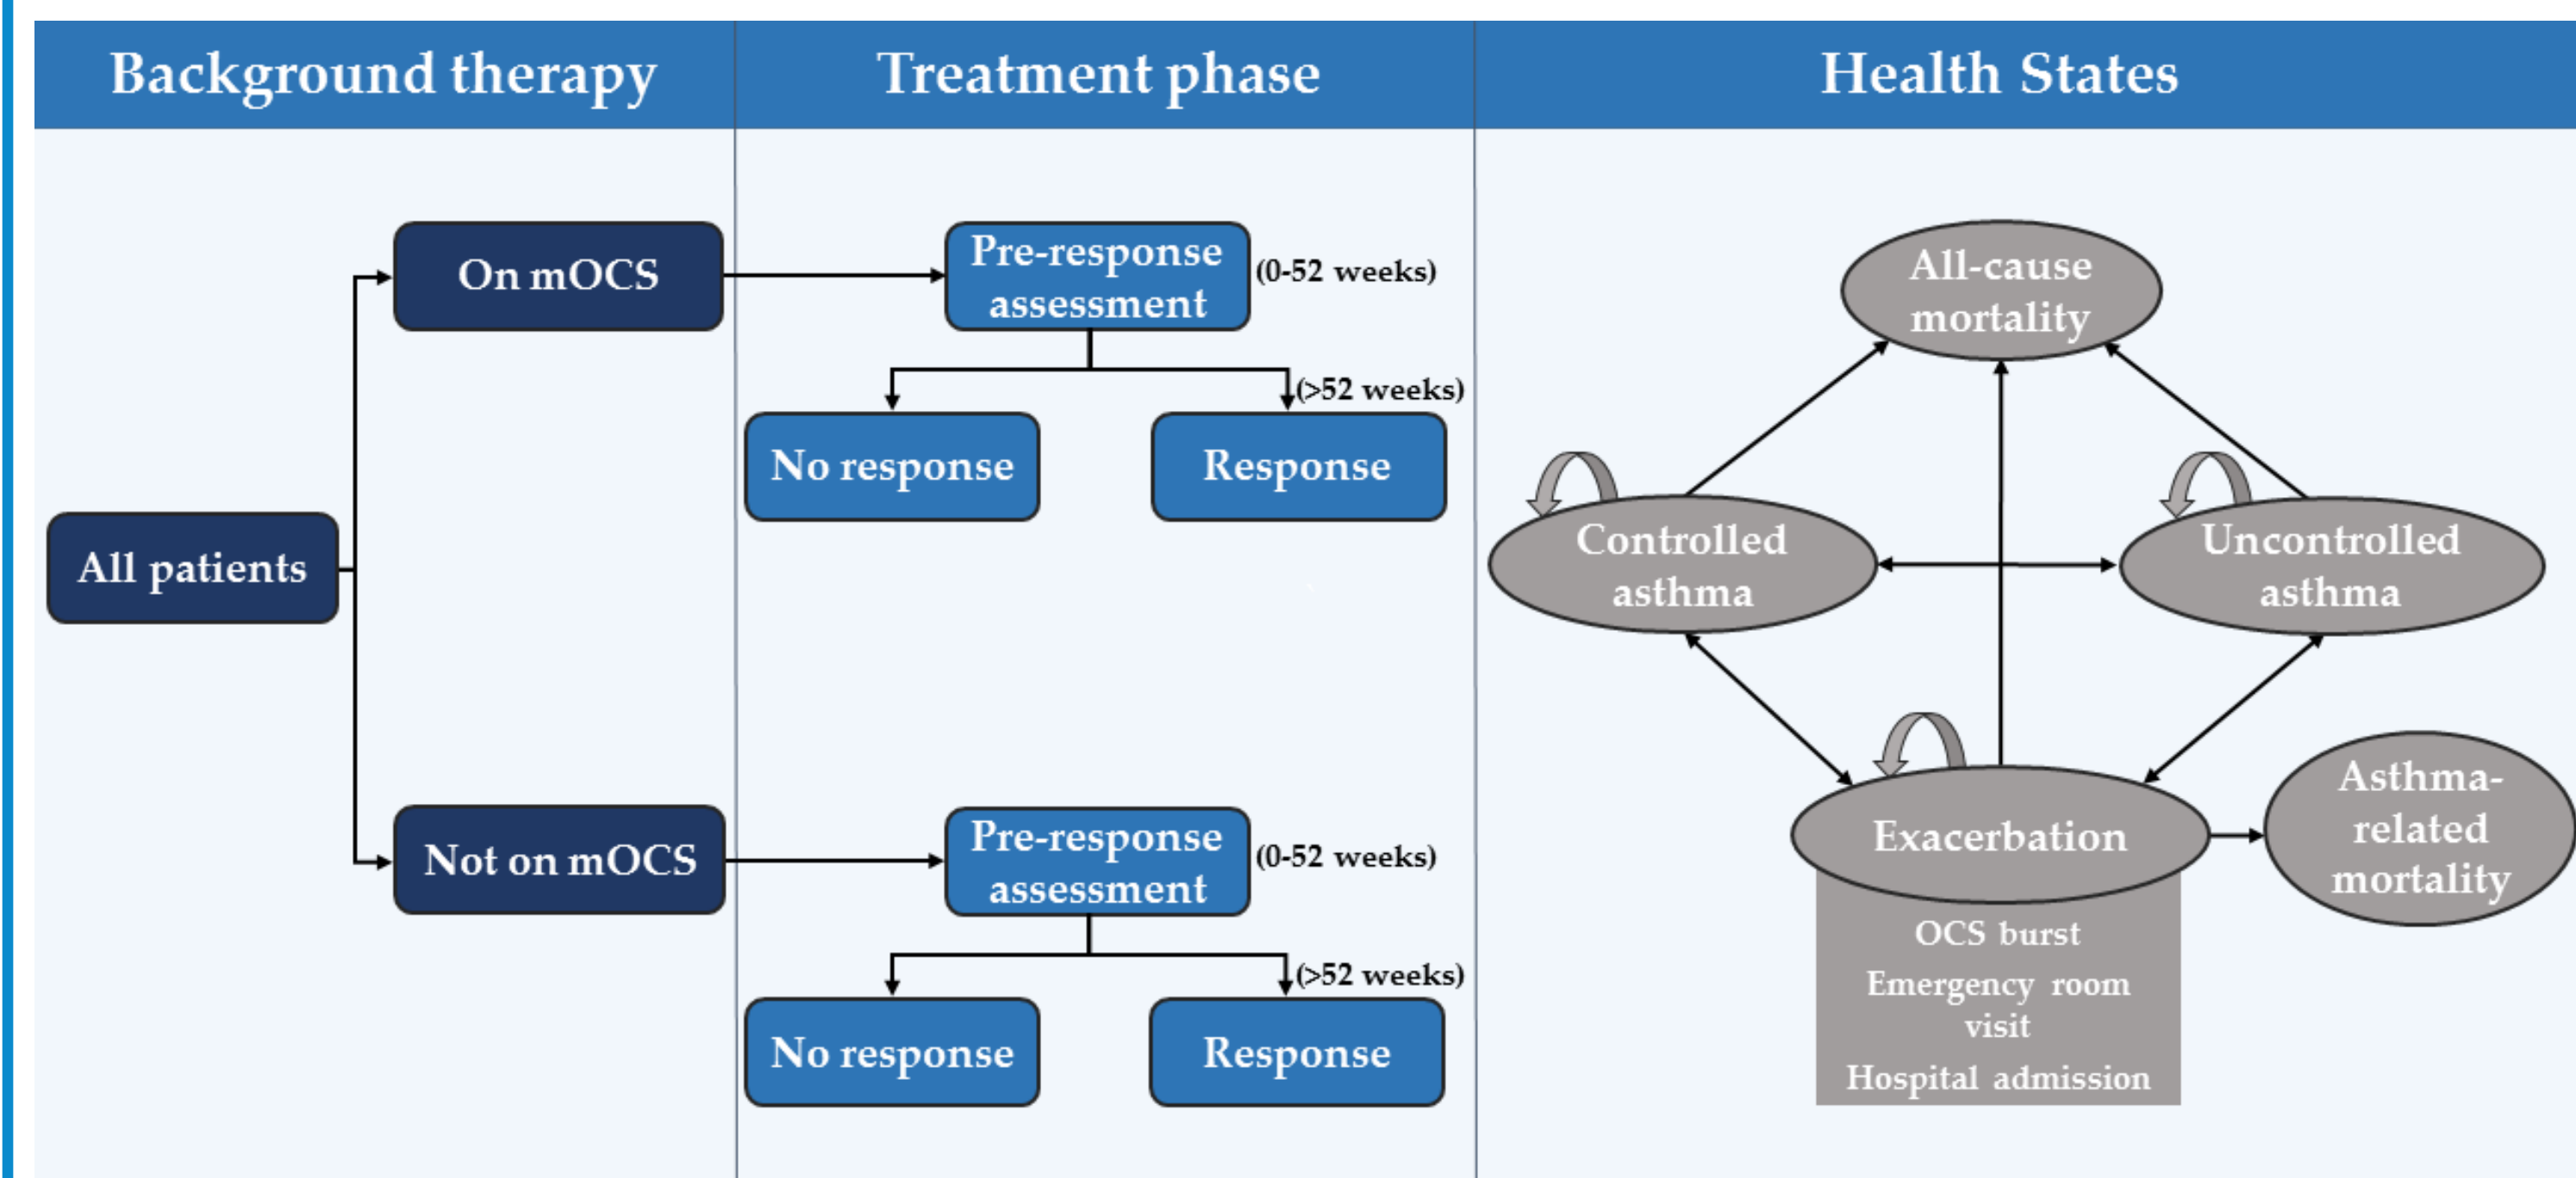 Background therapy
Treatment phase
Health States
All patients
On mOCS
Not on mOCS
Pre-response
assessment
(0-52 weeks)
(>52 weeks)
No response
Response
Pre-response
assessment
(0-52 weeks)
(>52 weeks)
No response
Response
All-cause
mortality
Controlled
asthma
Uncontrolled
asthma
Exacerbation
OCS burst
Emergency room
visit
Hospital admission
Asthma-
related
mortality